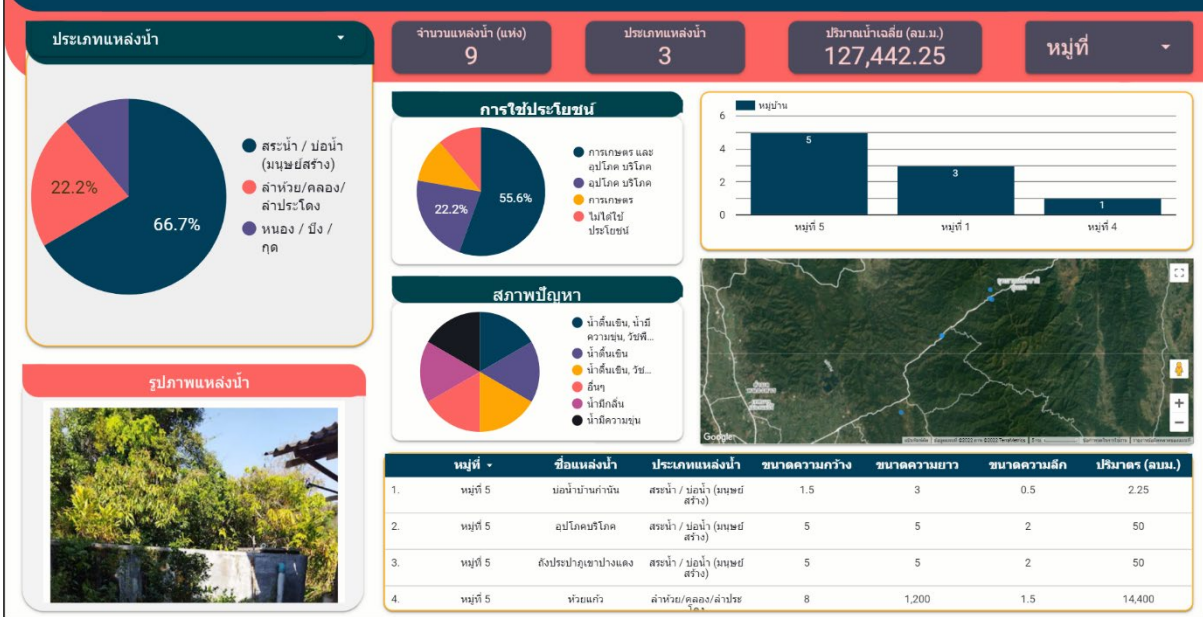 ประเภทแหล่งน้ำ
จำนวนแหล่งน้ำ (แห่ง)
9
ประเภทแหล่งน้ำ
3
ปริมาณน้ำเฉลี่ย (ลบ.ม.)
127,442.25
หมู่ที่
22.2%
66.7%
สระน้ำ / บ่อน้ำ
(มนุษย์สร้าง)
ลำห้วย/คลอง/
ลำประโดง
หนอง / บึง /
กุด
การใช้ประโยชน์
55.6%
22.2%
การเกษตร และ
อุปโภค บริโภค
อุปโภค บริโภค
การเกษตร
ไม่ได้ใช้
ประโยชน์
หมู่บ้าน
6
4
2
0
5
3
1
หมู่ที่ 5
หมู่ที่ 1
หมู่ที่ 4
สภาพปัญหา
น้ำตื้นเขิน, น้ำมี
ความขุ่น, วัชพื...
น้ำตื้นเขิน
น้ำตื้นเขิน, วัช...
อื่นๆ
น้ำมีกลิ่น
น้ำมีความขุ่น
Google
รูปภาพแหล่งน้ำ
หมู่ที่ ชื่อแหล่งน้ำ ประเภทแหล่งน้ำ ขนาดความกว้าง ขนาดความยาว ขนาดความลึก ปริมาตร (ลบม.)
1. หมู่ที่ 5 บ่อน้ำบ้านกำนัน สระน้ำ / บ่อน้ำ (มนุษย์ 1.5 3 0.5 2.25
สร้าง)
2. หมู่ที่ 5 อุปโภคบริโภค สระน้ำ / บ่อน้ำ (มนุษย์ 5 5 2 50
สร้าง)
3. หมู่ที่ 5 ถังประปาภูเขาปางแดง สระน้ำ / บ่อน้ำ (มนุษย์ 5 5 2 50
สร้าง)
4. หมู่ที่ 5 ห้วยแก้ว ลำห้วย/คลอง/ลำประ 8 1,200 1.5 14,400
โดง